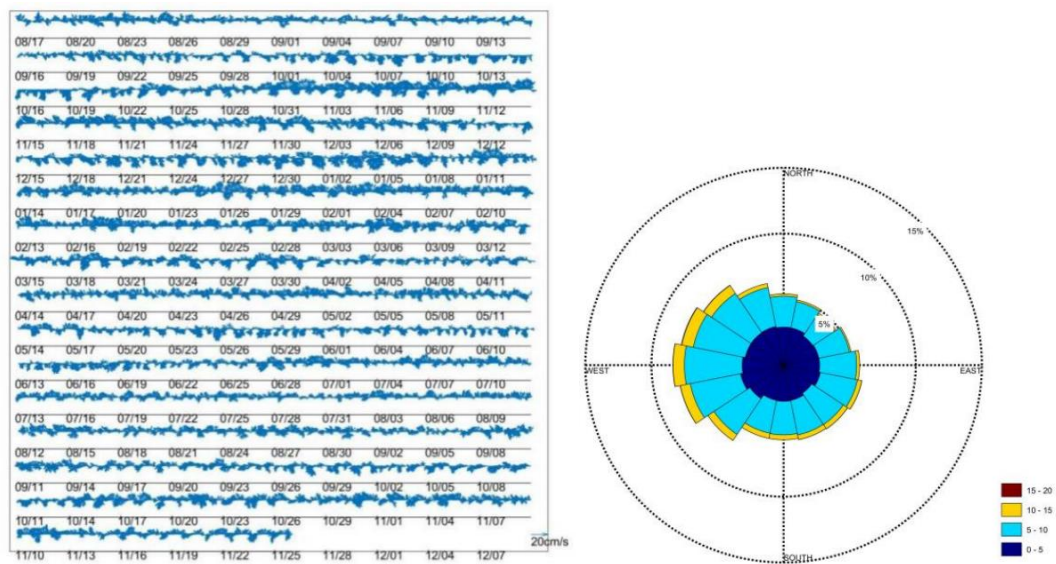 08/17 08/20 08/23 08/26 08/29 09/01 09/04 09/07 09/10 09/13
09/16 09/19 09/22 09/25 09/28 10/01 10/04 10/07 10/10 10/13
10/16 10/19 10/22 10/25 10/28 10/31 11/03 11/06 11/09 11/12
11/15 11/18 11/21 11/24 11/27 11/30 12/03 12/06 12/09 12/12
12/15 12/18 12/21 12/24 12/27 12/30 01/02 01/05 01/08 01/11
01/14 01/17 01/20 01/23 01/26 01/29 02/01 02/04 02/07 02/10
02/13 02/16 02/19 02/22 02/25 02/28 03/03 03/06 03/09 03/12
03/15 03/18 03/21 03/24 03/27 03/30 04/02 04/05 04/08 04/11
04/14 04/17 04/20 04/23 04/26 04/29 05/02 05/05 05/08 05/11
05/14 05/17 05/20 05/23 05/26 05/29 06/01 06/04 06/07 06/10
06/13 06/16 06/19 06/22 06/25 06/28 07/01 07/04 07/07 07/10
07/13 07/16 07/19 07/22 07/25 07/28 07/31 08/03 08/06 08/09
08/12 08/15 08/18 08/21 08/24 08/27 08/30 09/02 09/05 09/08
09/11 09/14 09/17 09/20 09/23 09/26 09/29 10/02 10/05 10/08
10/11 10/14 10/17 10/20 10/23 10/26 10/29 11/01 11/04 11/07
20cm/s
11/10 11/13 11/16 11/19 11/22 11/25 11/28 12/01 12/04 12/07
NORTH
15%
10%
5%
WEST
EAST
SOUTH
15 - 20
10 - 15
5 - 10
0 - 5